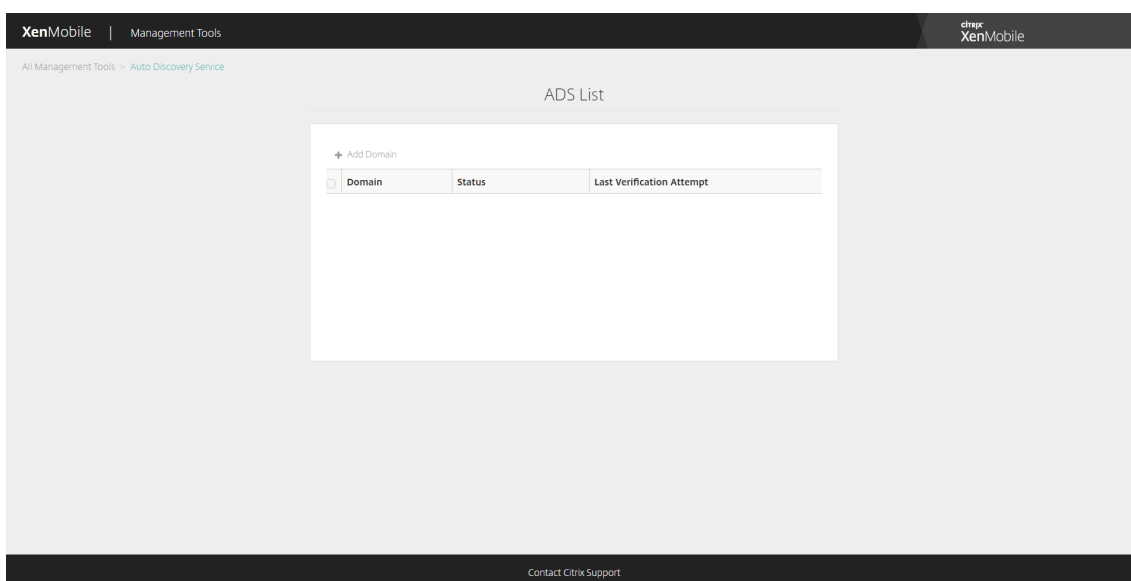 XenMobile | Management Tools
citrix
XenMobile
All Management Tools > Auto Discovery Service
ADS List
+ Add Domain
Domain Status Last Verification Attempt
Contact Citrix Support